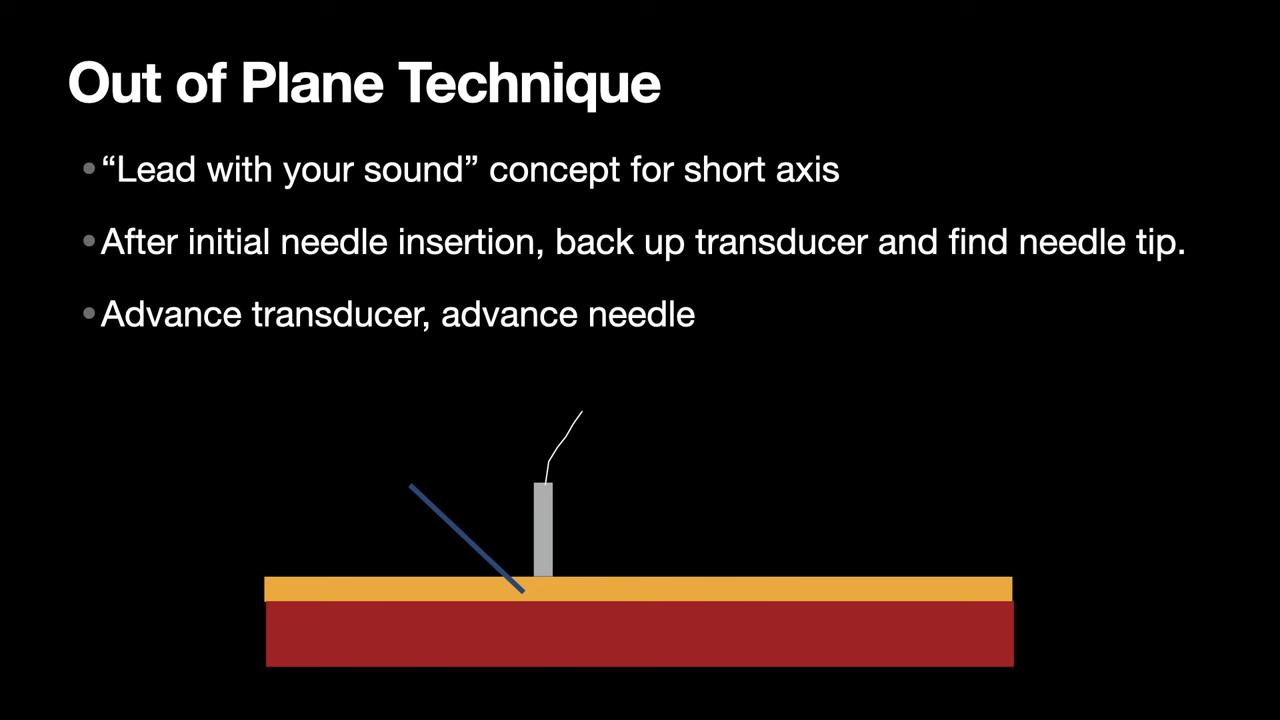 Out of Plane Technique
•“Lead with your sound” concept for short axis
•After initial needle insertion, back up transducer and find needle tip.
•Advance transducer, advance needle